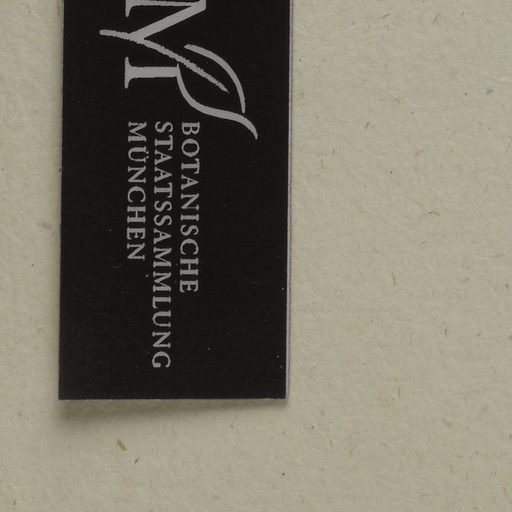 M
BOTANISCHE
STAATSSAMMLUNG
MÜNCHEN